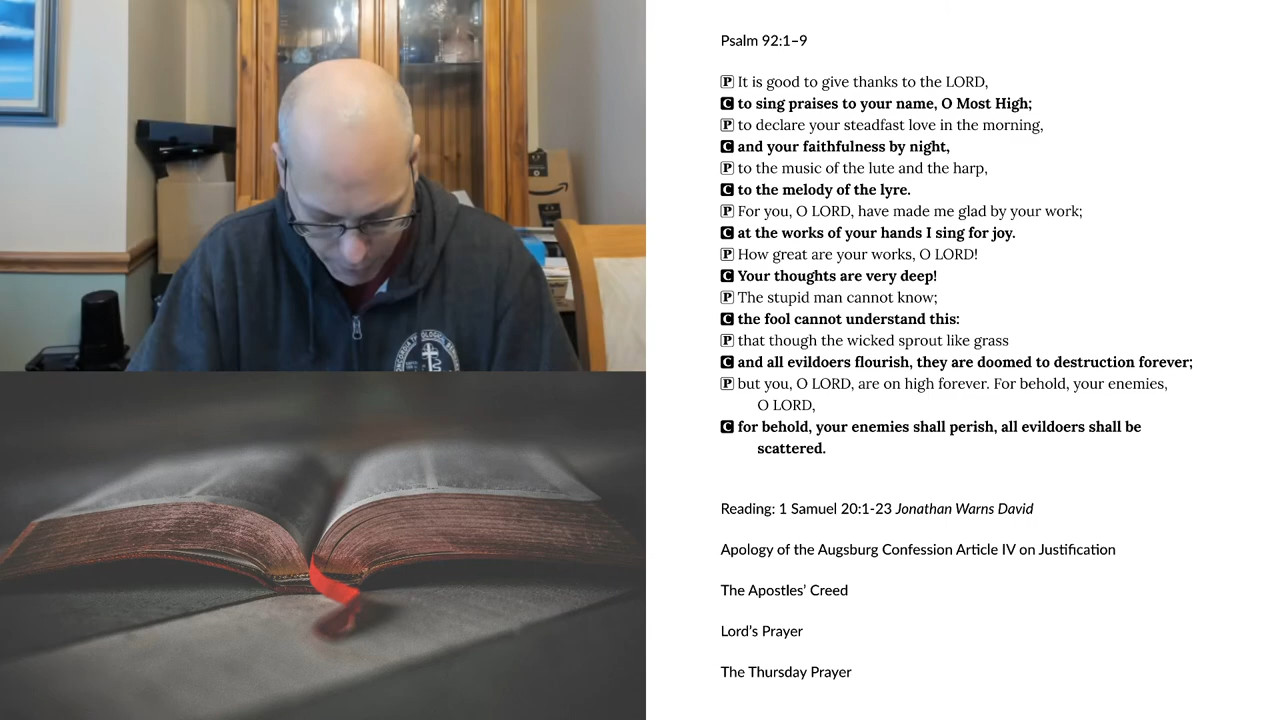 Psalm 92:1–9
P It is good to give thanks to the LORD,
C to sing praises to your name, O Most High;
P to declare your steadfast love in the morning,
C and your faithfulness by night,
P to the music of the lute and the harp,
C to the melody of the lyre.
P For you, O LORD, have made me glad by your work;
C at the works of your hands I sing for joy.
P How great are your works, O LORD!
C Your thoughts are very deep!
P The stupid man cannot know;
C the fool cannot understand this:
P that though the wicked sprout like grass
C and all evildoers flourish, they are doomed to destruction forever;
P but you, O LORD, are on high forever. For behold, your enemies,
O LORD,
C for behold, your enemies shall perish, all evildoers shall be
scattered.
Reading: 1 Samuel 20:1-23 Jonathan Warns David
Apology of the Augsburg Confession Article IV on Justification
The Apostles’ Creed
Lord’s Prayer
The Thursday Prayer